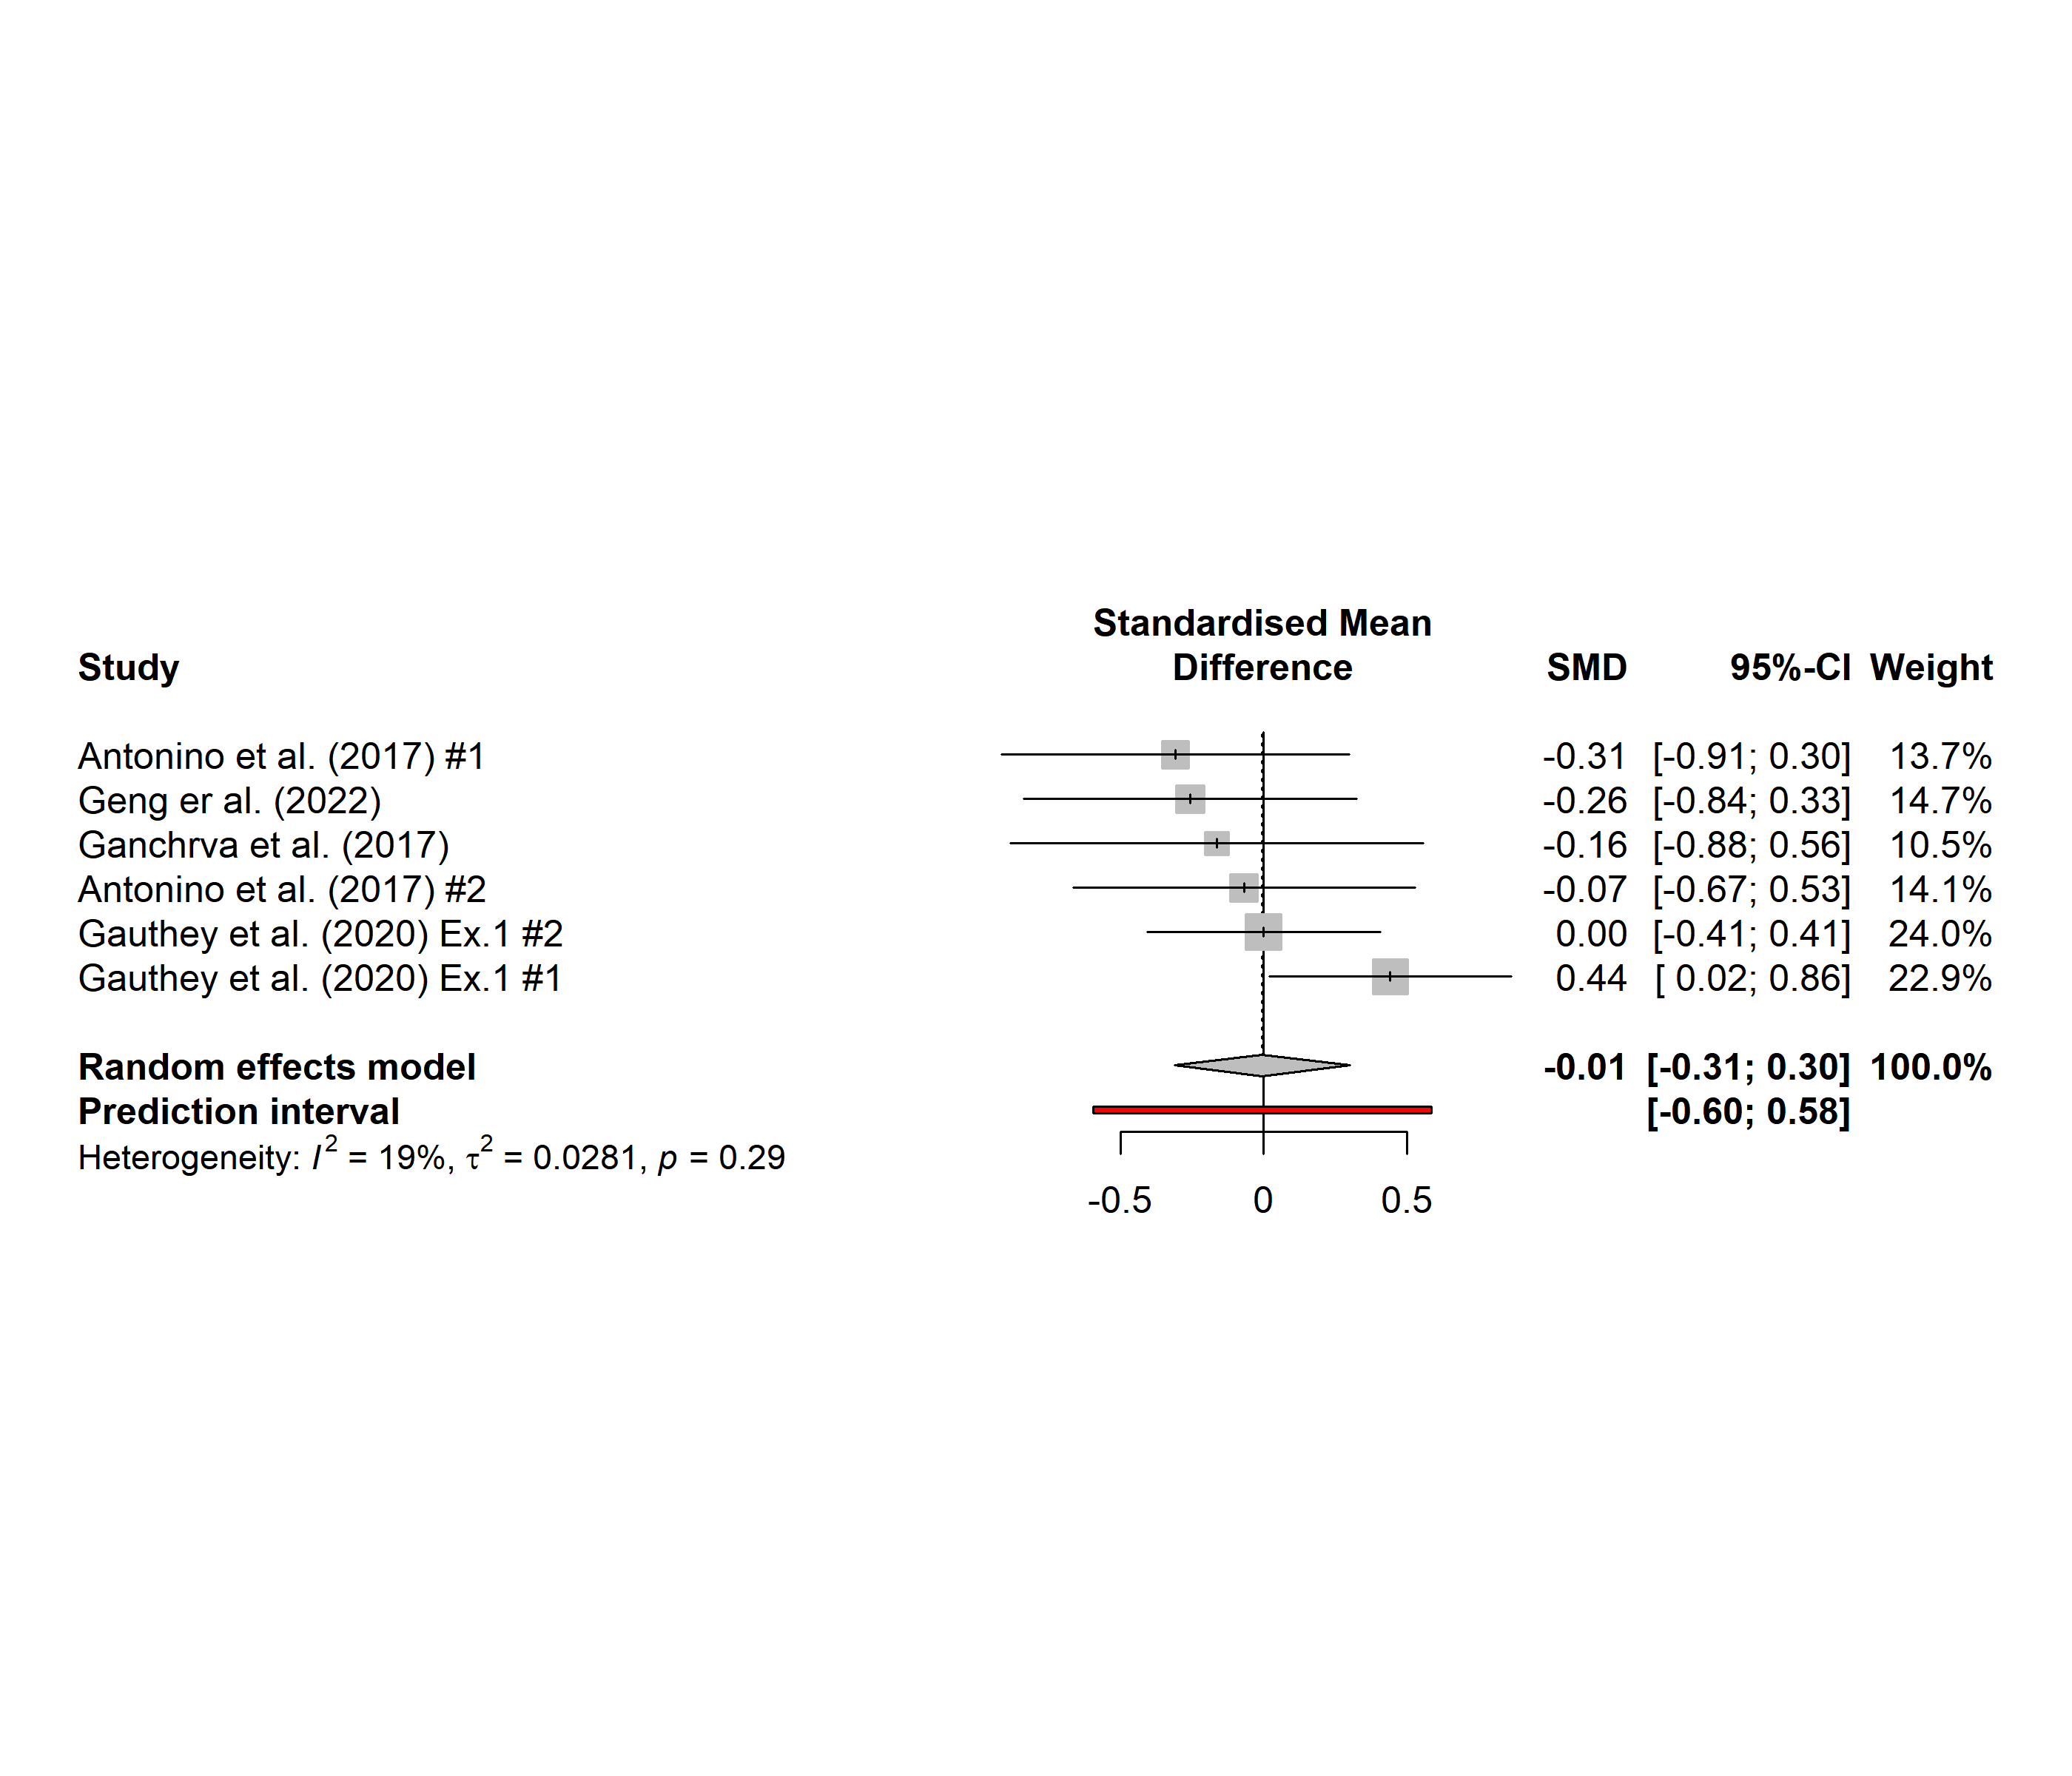 Standardised Mean
Study Difference SMD 95%-CI Weight
Antonino et al. (2017) #1 -0.31 [-0.91; 0.30] 13.7%
Geng er al. (2022) -0.26 [-0.84; 0.33] 14.7%
Ganchrva et al. (2017) -0.16 [-0.88; 0.56] 10.5%
Antonino et al. (2017) #2 -0.07 [-0.67; 0.53] 14.1%
Gauthey et al. (2020) Ex.1 #2 0.00 [-0.41; 0.41] 24.0%
Gauthey et al. (2020) Ex.1 #1 0.44 [ 0.02; 0.86] 22.9%
Random effects model -0.01 [-0.31; 0.30] 100.0%
Prediction interval [-0.60; 0.58]
Heterogeneity: I² = 19%, τ² = 0.0281, p = 0.29
-0.5 0 0.5